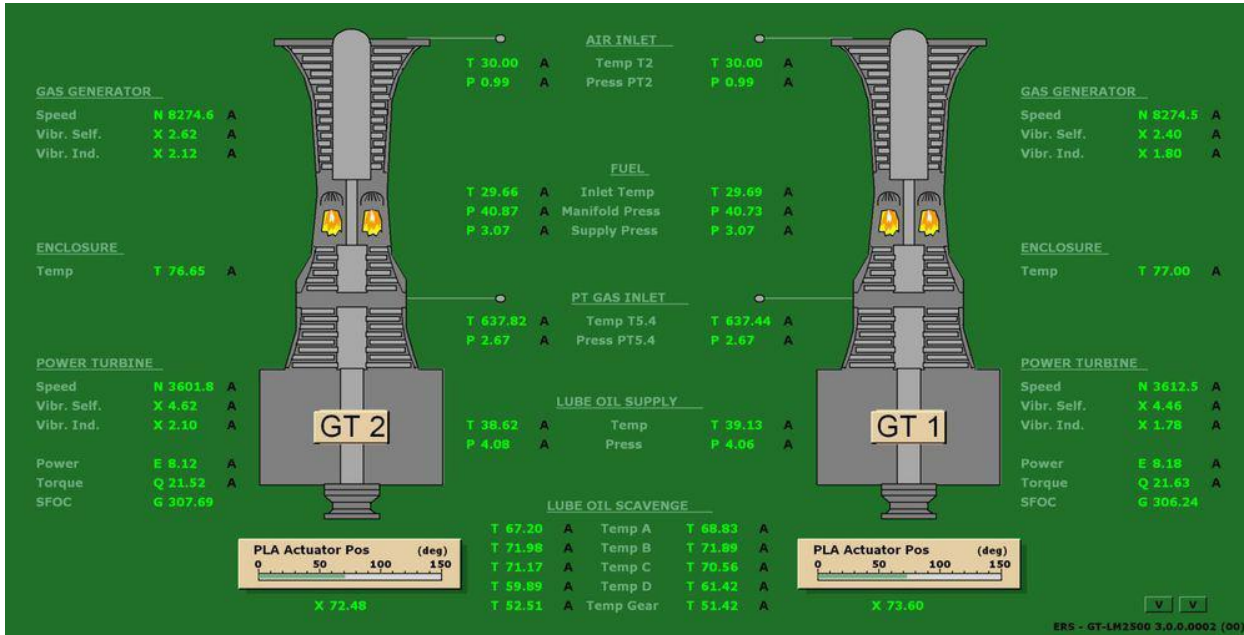 AIR INLET
T 30.00 A Temp T2 T 30.00 A
P 0.99 A Press PT2 P 0.99 A
GAS GENERATOR GAS GENERATOR
Speed N 8274.6 A Speed N 8274.5 A
Vibr. Self. X 2.62 A Vibr. Self. X 2.40 A
Vibr. Ind. X 2.12 A Vibr. Ind. X 1.80 A
FUEL
T 29.66 A Inlet Temp T 29.69 A
P 40.87 A Manifold Press P 40.73 A
P 3.07 A Supply Press P 3.07 A
ENCLOSURE ENCLOSURE
Temp T 76.65 A Temp T 77.00 A
PT GAS INLET
T 637.82 A Temp T5.4 T 637.44 A
P 2.67 A Press PT5.4 P 2.67 A
POWER TURBINE POWER TURBINE
Speed N 3601.8 A Speed N 3612.5 A
Vibr. Self. X 4.62 A LUBE OIL SUPPLY Vibr. Self. X 4.46 A
Vibr. Ind. X 2.10 A GT 2 T 38.62 A Temp T 39.13 A GT 1 Vibr. Ind. X 1.78 A
P 4.08 A Press P 4.06 A
Power E 8.12 A Power E 8.18 A
Torque Q 21.52 A Torque Q 21.63 A
SFOC G 307.69 LUBE OIL SCAVENGE SFOC G 306.24
T 67.20 A Temp A T 68.83 A
PLA Actuator Pos (deg) T 71.98 A Temp B T 71.89 A PLA Actuator Pos (deg)
0 50 100 150 T 71.17 A Temp C T 70.56 A 0 50 100 150
T 59.89 A Temp D T 61.42 A
X 72.48 T 52.51 A Temp Gear T 51.42 A X 73.60 V V
ERS - GT-LM2500 3.0.0.0002 (00)